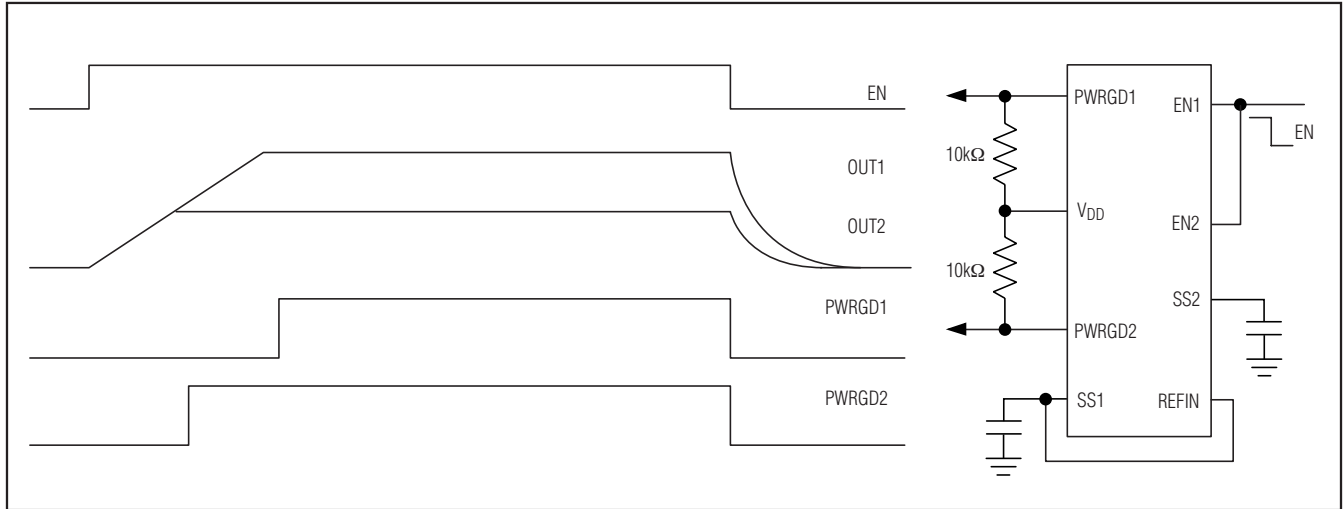 EN
OUT1
OUT2
PWRGD1
PWRGD2
PWRGD1
EN1
EN
10kΩ
VDD
EN2
10kΩ
SS2
PWRGD2
SS1
REFIN